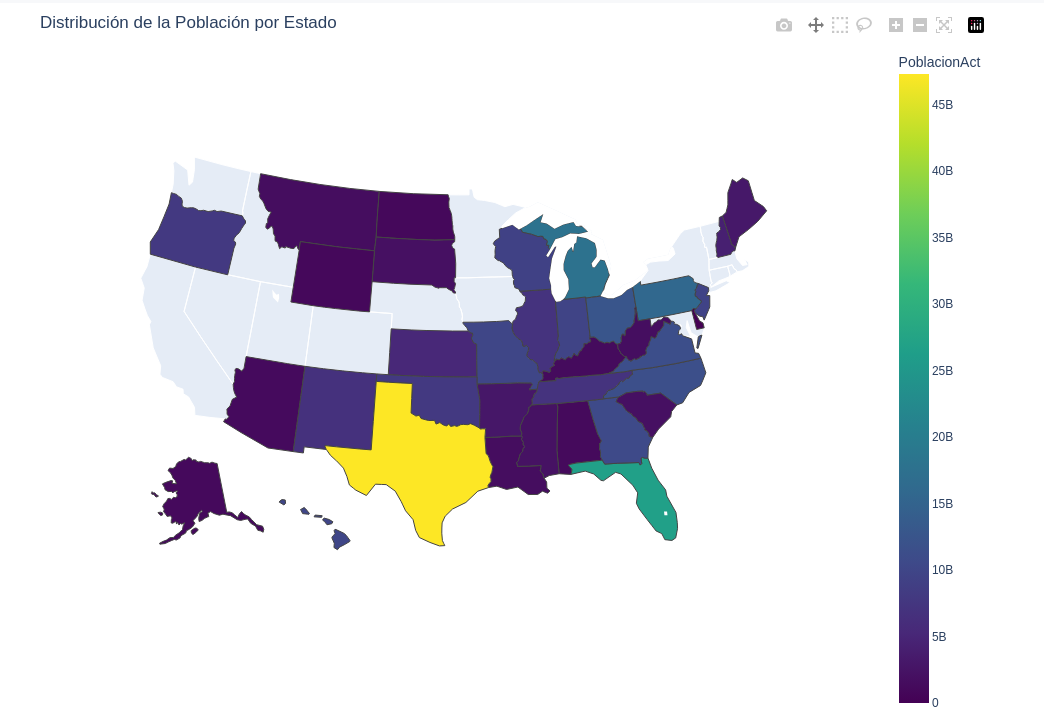 Distribución de la Población por Estado
PoblacionAct
45B
40B
35B
30B
25B
20B
15B
10B
5B
0